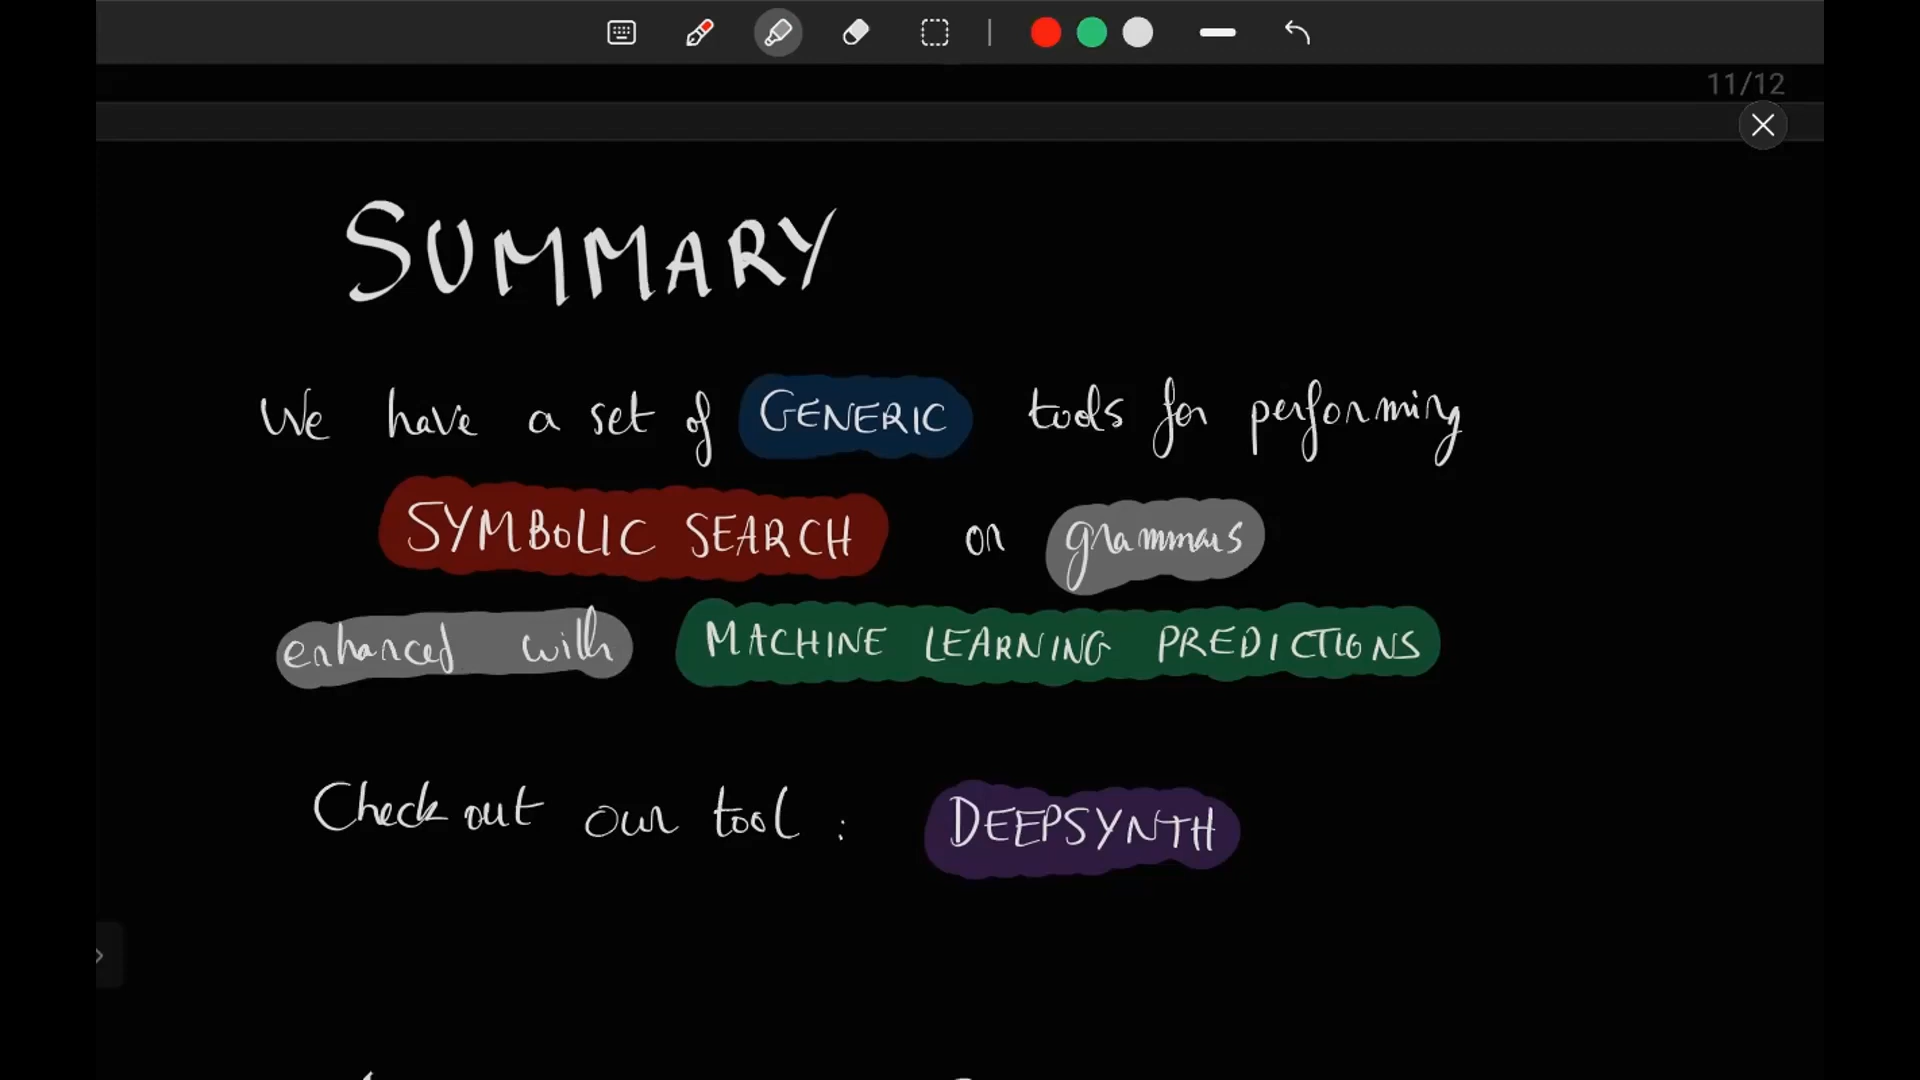 11/12
SUMMARY
We have a set of GENERIC tools for performing
SYMBOLIC SEARCH on grammars
enhanced with MACHINE LEARNING PREDICTIONS
Check out our tool : DEEPSYNTH